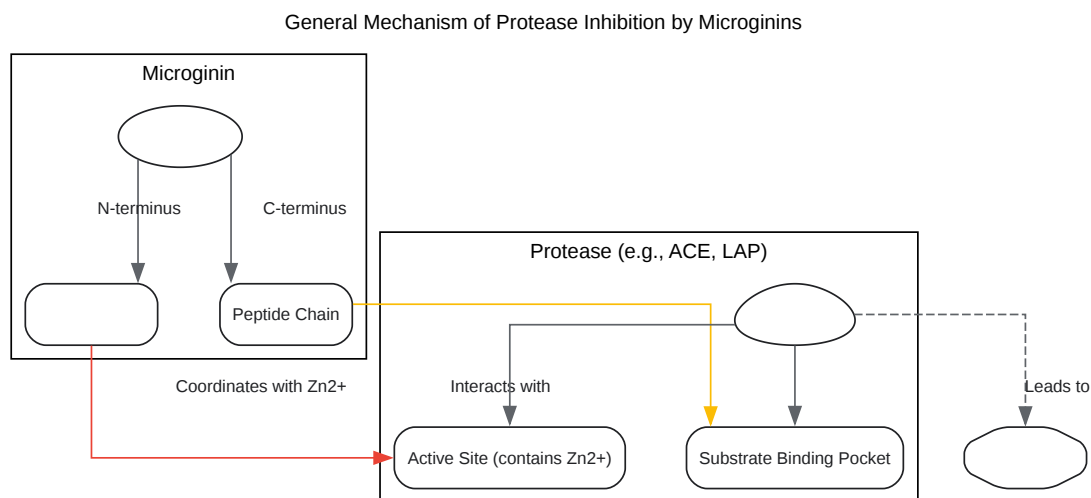 General Mechanism of Protease Inhibition by Microginins
Microginin
N-terminus
C-terminus
Protease (e.g., ACE, LAP)
Peptide Chain
Coordinates with Zn2+
Interacts with
Leads to
Active Site (contains Zn2+)
Substrate Binding Pocket